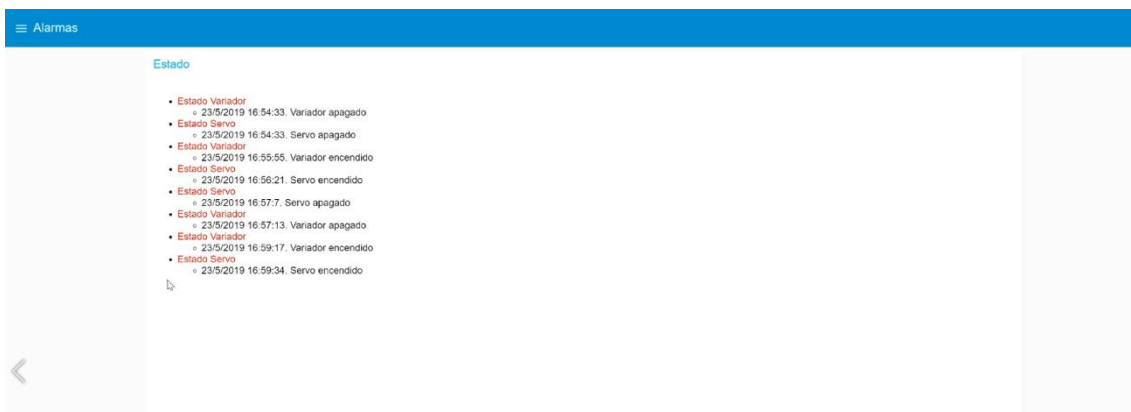 Alarmas
Estado
Estado Variador
23/5/2019 16:54:33. Variador apagado
Estado Servo
23/5/2019 16:54:33. Servo apagado
Estado Variador
23/5/2019 16:55:55. Variador encendido
Estado Servo
23/5/2019 16:56:21. Servo encendido
Estado Servo
23/5/2019 16:57:7. Servo apagado
Estado Variador
23/5/2019 16:57:13. Variador apagado
Estado Variador
23/5/2019 16:59:17. Variador encendido
Estado Servo
23/5/2019 16:59:34. Servo encendido